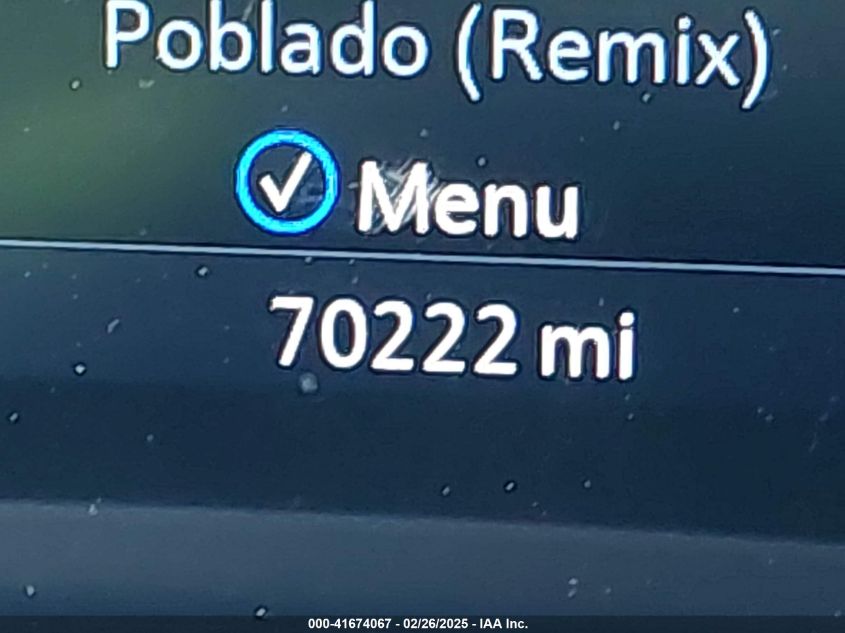 Poblado (Remix)
✓ Menu
70222 mi
000-41674067 - 02/26/2025 - IAA Inc.